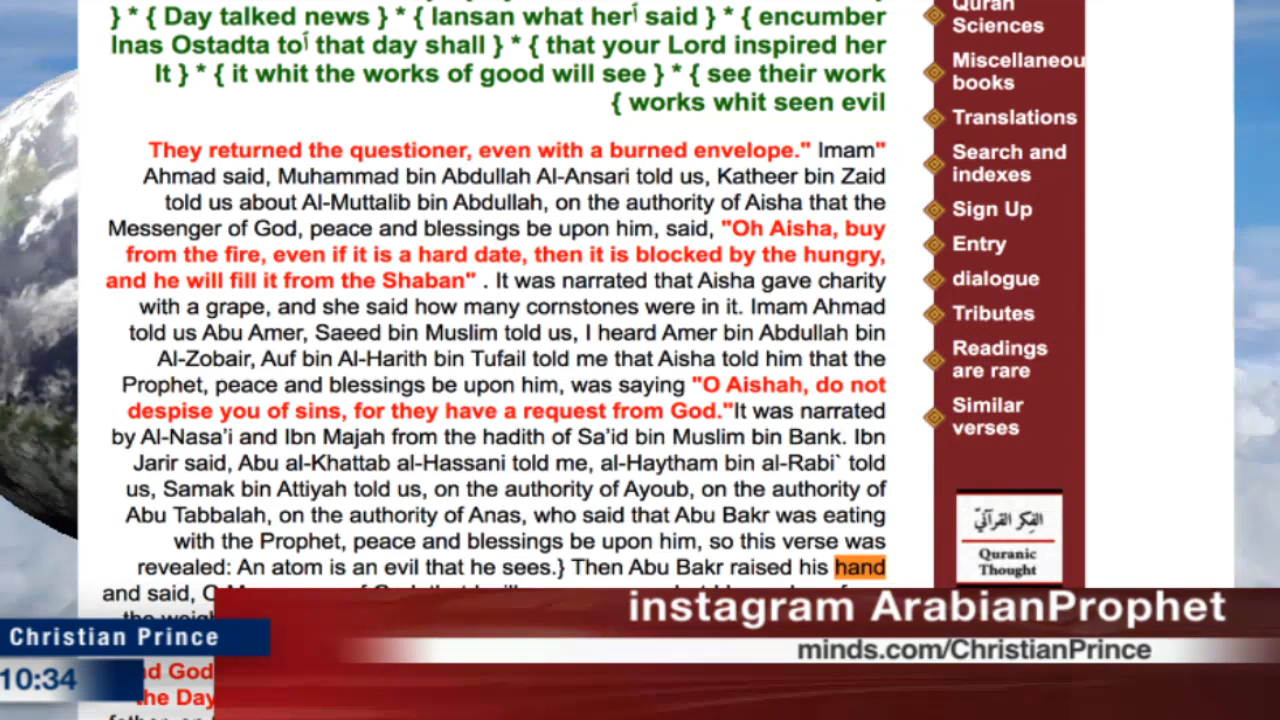 } * { Day talked news } * { lansan what herٱ said } * { encumber
Inas Ostadta toٱ that day shall } * { that your Lord inspired her
It } * { it whit the works of good will see } * { see their work
{ works whit seen evil
They returned the questioner, even with a burned envelope." Imam"
Ahmad said, Muhammad bin Abdullah Al-Ansari told us, Katheer bin Zaid
told us about Al-Muttalib bin Abdullah, on the authority of Aisha that the
Messenger of God, peace and blessings be upon him, said, "Oh Aisha, buy
from the fire, even if it is a hard date, then it is blocked by the hungry,
and he will fill it from the Shaban" . It was narrated that Aisha gave charity
with a grape, and she said how many cornstones were in it. Imam Ahmad
told us Abu Amer, Saeed bin Muslim told us, I heard Amer bin Abdullah bin
Al-Zobair, Auf bin Al-Harith bin Tufail told me that Aisha told him that the
Prophet, peace and blessings be upon him, was saying "O Aishah, do not
despise you of sins, for they have a request from God."It was narrated
by Al-Nasa'i and Ibn Majah from the hadith of Sa'id bin Muslim bin Bank. Ibn
Jarir said, Abu al-Khattab al-Hassani told me, al-Haytham bin al-Rabi` told
us, Samak bin Attiyah told us, on the authority of Ayoub, on the authority of
Abu Tabbalah, on the authority of Anas, who said that Abu Bakr was eating
with the Prophet, peace and blessings be upon him, so this verse was
revealed: An atom is an evil that he sees.} Then Abu Bakr raised his hand
and said, O
God
the Day
Quran
Sciences
Miscellaneou
books
Translations
Search and
indexes
Sign Up
Entry
dialogue
Tributes
Readings
are rare
Similar
verses
الفكر القرآني
Quranic
Thought
instagram ArabianProphet
minds.com/ChristianPrince
Christian Prince
10:34